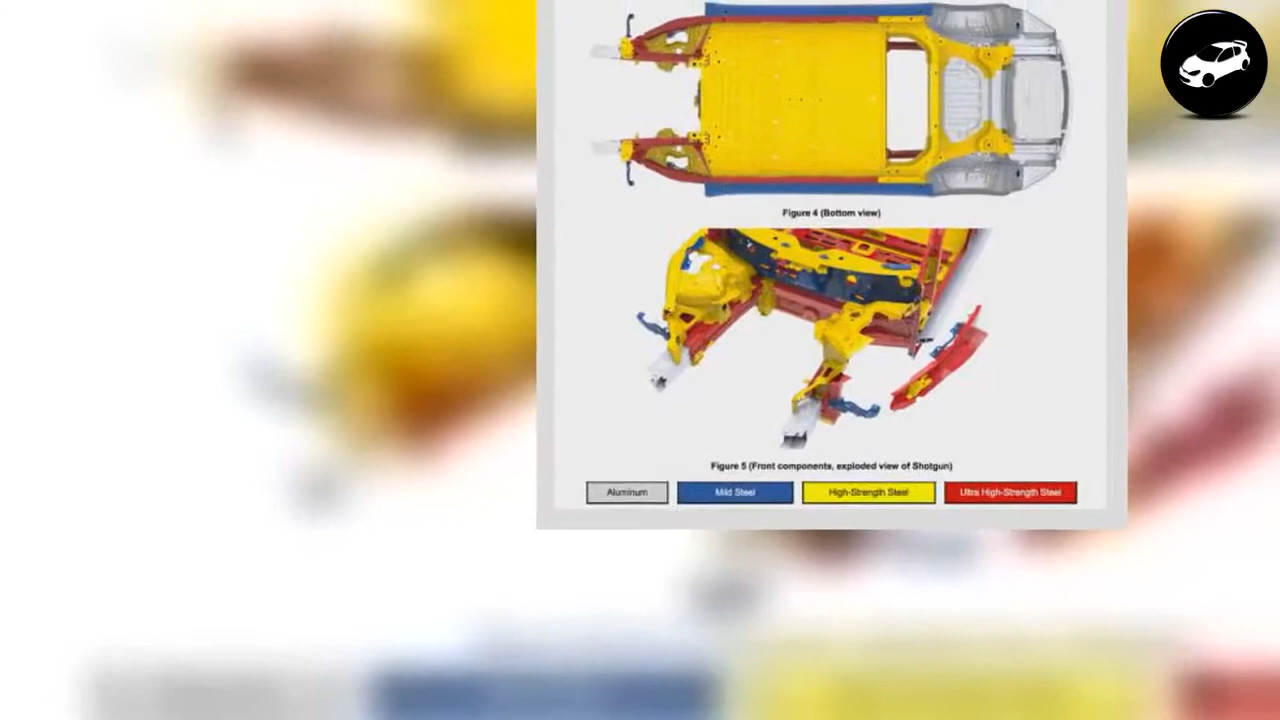 Figure 4 (Bottom view)
Figure 5 (Front components, exploded view of Shotgun)
Aluminum
Mild Steel
High-Strength Steel
Ultra High-Strength Steel